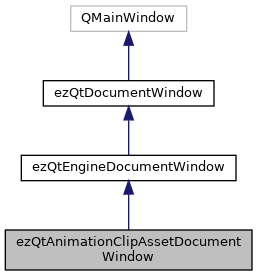 QMainWindow
ezQtDocumentWindow
ezQtEngineDocumentWindow
ezQtAnimationClipAssetDocument
Window